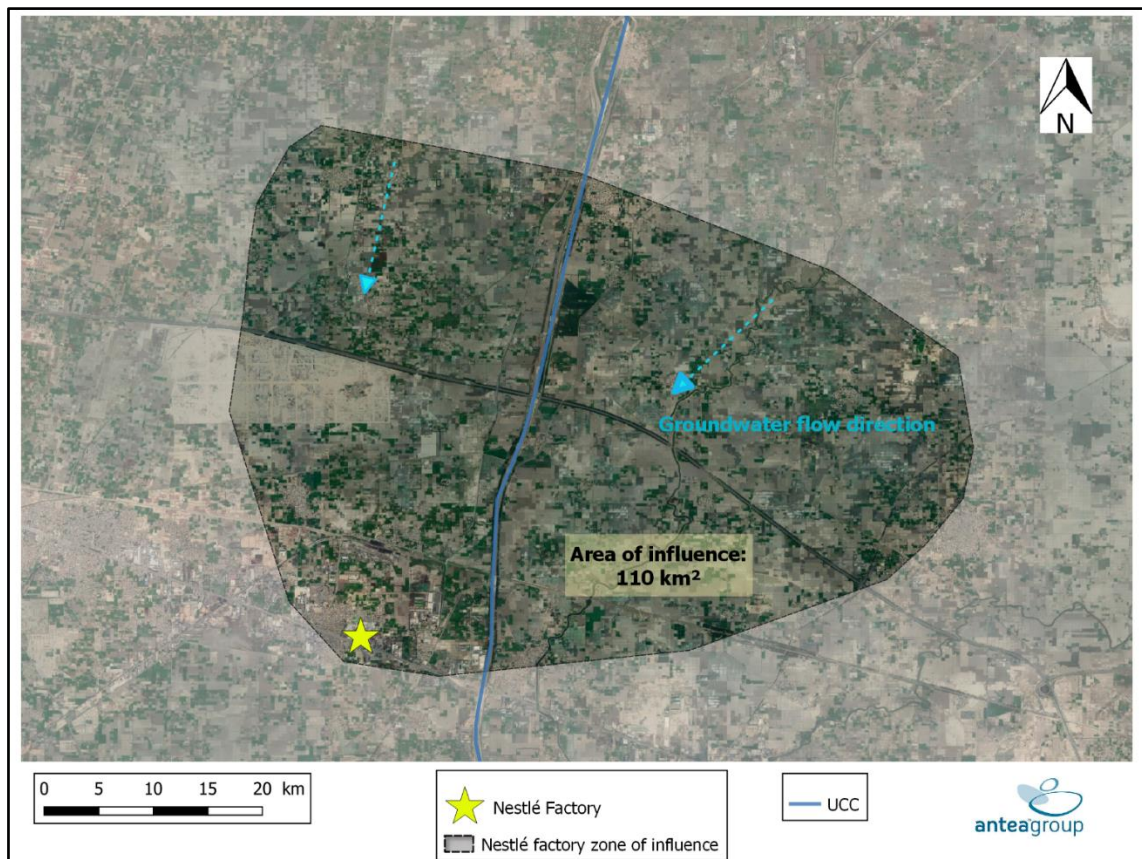 N
Groundwater flow direction
Area of influence:
110 km²
0 5 10 15 20 km
Nestlé Factory
Nestlé factory zone of influence
UCC
antea™group